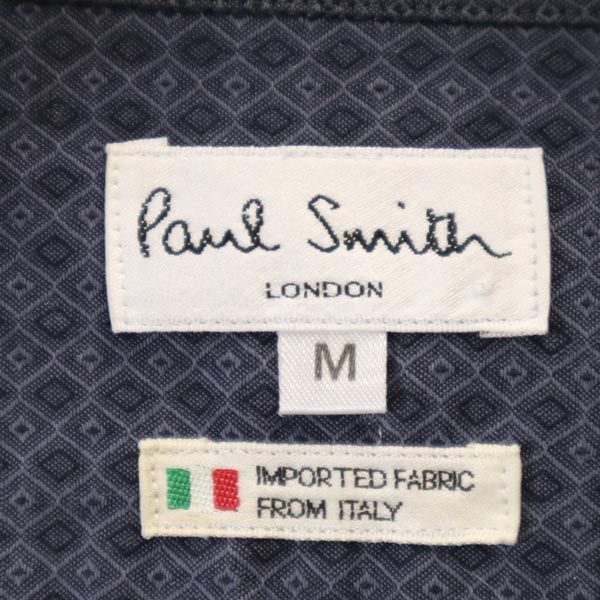 Paul Smith
LONDON
M
IMPORTED FABRIC
FROM ITALY